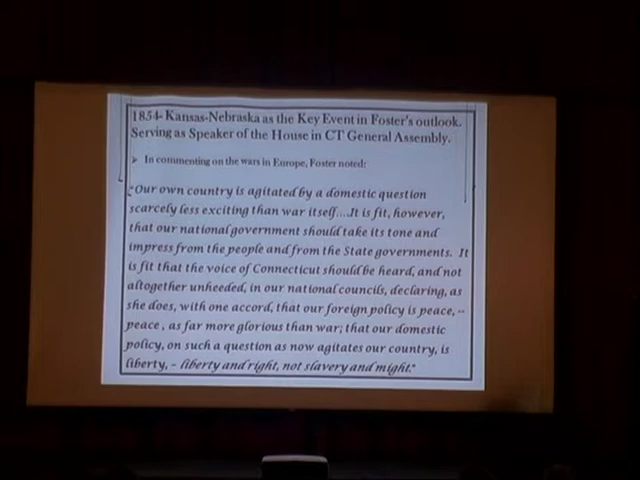 1854- Kansas-Nebraska as the Key Event in Foster's outlook.
Serving as Speaker of the House in CT General Assembly.
➤ In commenting on the wars in Europe, Foster noted:
"Our own country is agitated by a domestic question
scarcely less exciting than war itself....It is fit, however,
that our national government should take its tone and
impress from the people and from the State governments. It
is fit that the voice of Connecticut should be heard, and not
altogether unheeded, in our national councils, declaring, as
she does, with one accord, that our foreign policy is peace, --
peace , as far more glorious than war; that our domestic
policy, on such a question as now agitates our country, is
liberty, – liberty and right, not slavery and might."